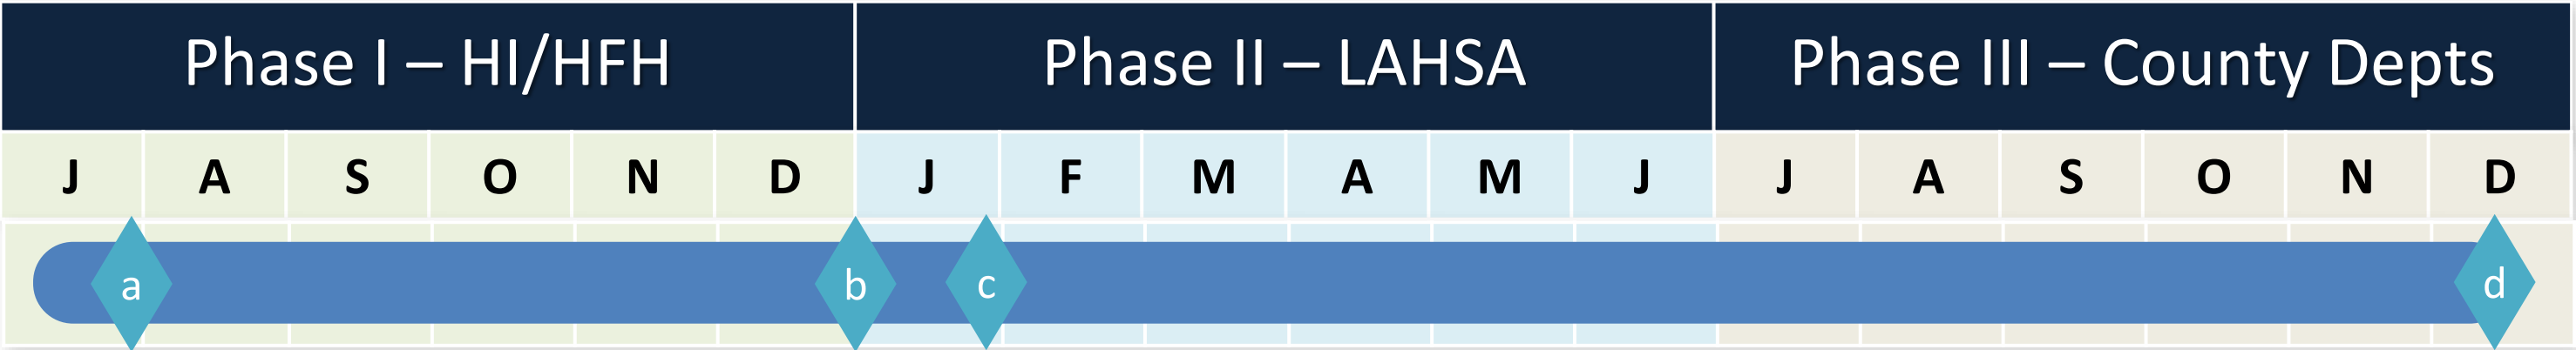 Phase I – HI/HFH Phase II – LAHSA Phase III – County Depts
J A S O N D J F M A M J J A S O N D
a b c d